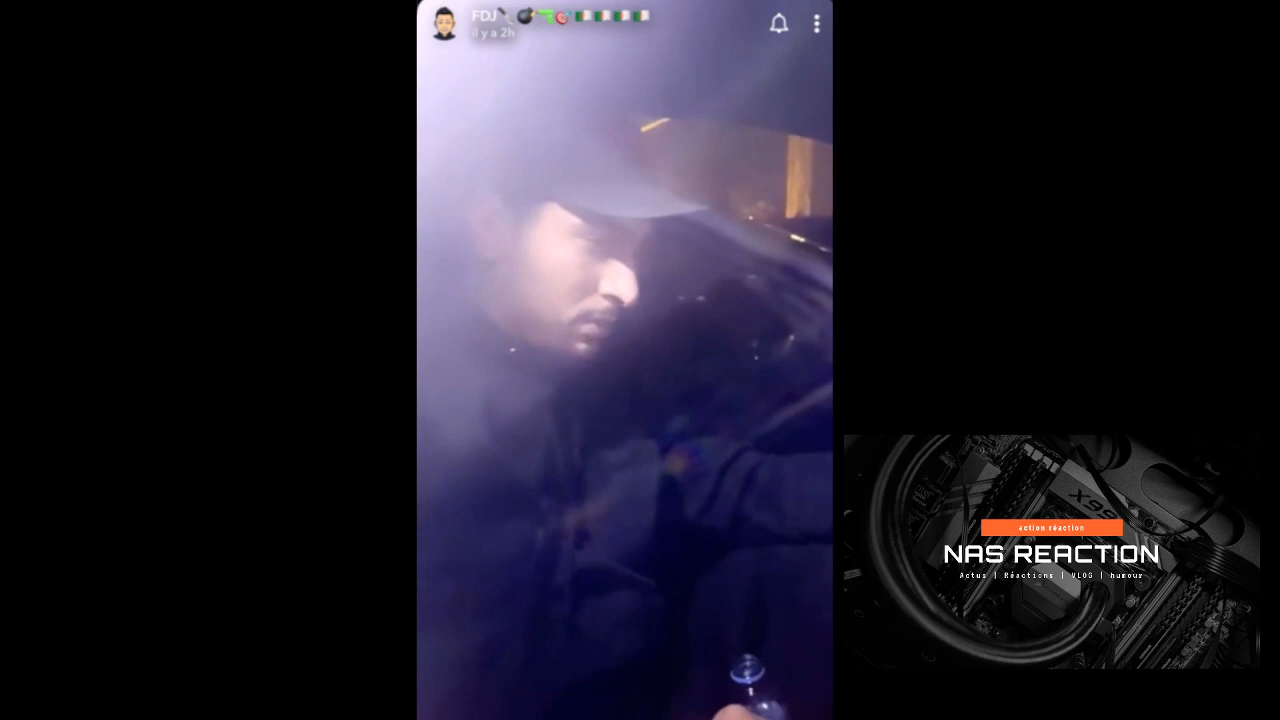 FDJ
il y a 2h
X99
action réaction
NAS REACTION
Actus | Réactions | VLOG | humour